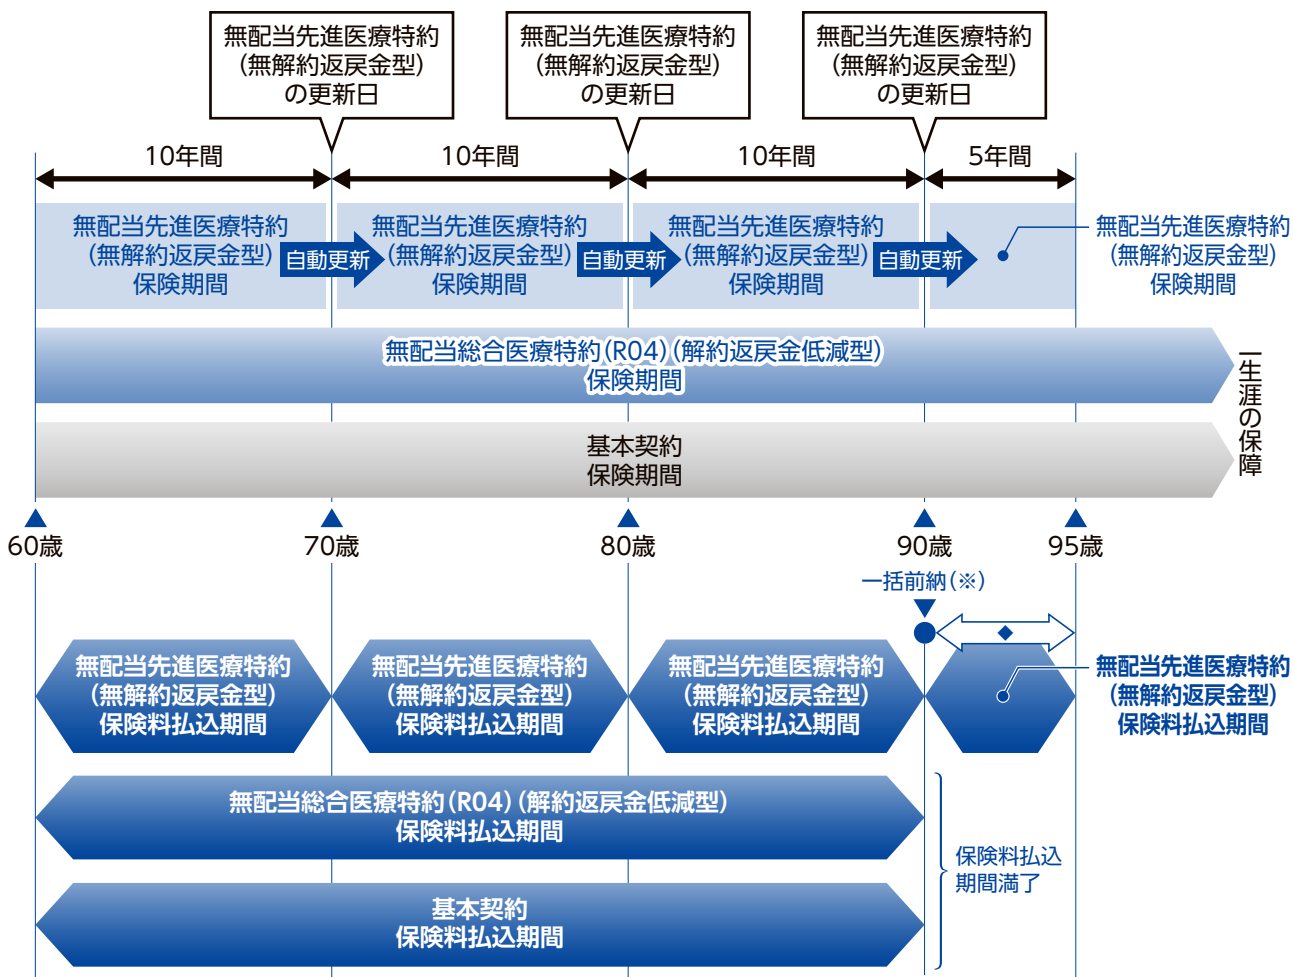 無配当先進医療特約
(無解約返戻金型)
の更新日
無配当先進医療特約
(無解約返戻金型)
の更新日
無配当先進医療特約
(無解約返戻金型)
の更新日
10年間
10年間
10年間
5年間
無配当先進医療特約
(無解約返戻金型)
保険期間
自動更新
無配当先進医療特約
(無解約返戻金型)
保険期間
自動更新
無配当先進医療特約
(無解約返戻金型)
保険期間
自動更新
無配当先進医療特約
(無解約返戻金型)
保険期間
無配当総合医療特約(R04)(解約返戻金低減型)
保険期間
基本契約
保険期間
一生涯の保障
60歳
70歳
80歳
90歳
95歳
一括前納(※)
無配当先進医療特約
(無解約返戻金型)
保険料払込期間
無配当先進医療特約
(無解約返戻金型)
保険料払込期間
無配当先進医療特約
(無解約返戻金型)
保険料払込期間
無配当先進医療特約
(無解約返戻金型)
保険料払込期間
無配当総合医療特約(R04)(解約返戻金低減型)
保険料払込期間
基本契約
保険料払込期間
保険料払込
期間満了